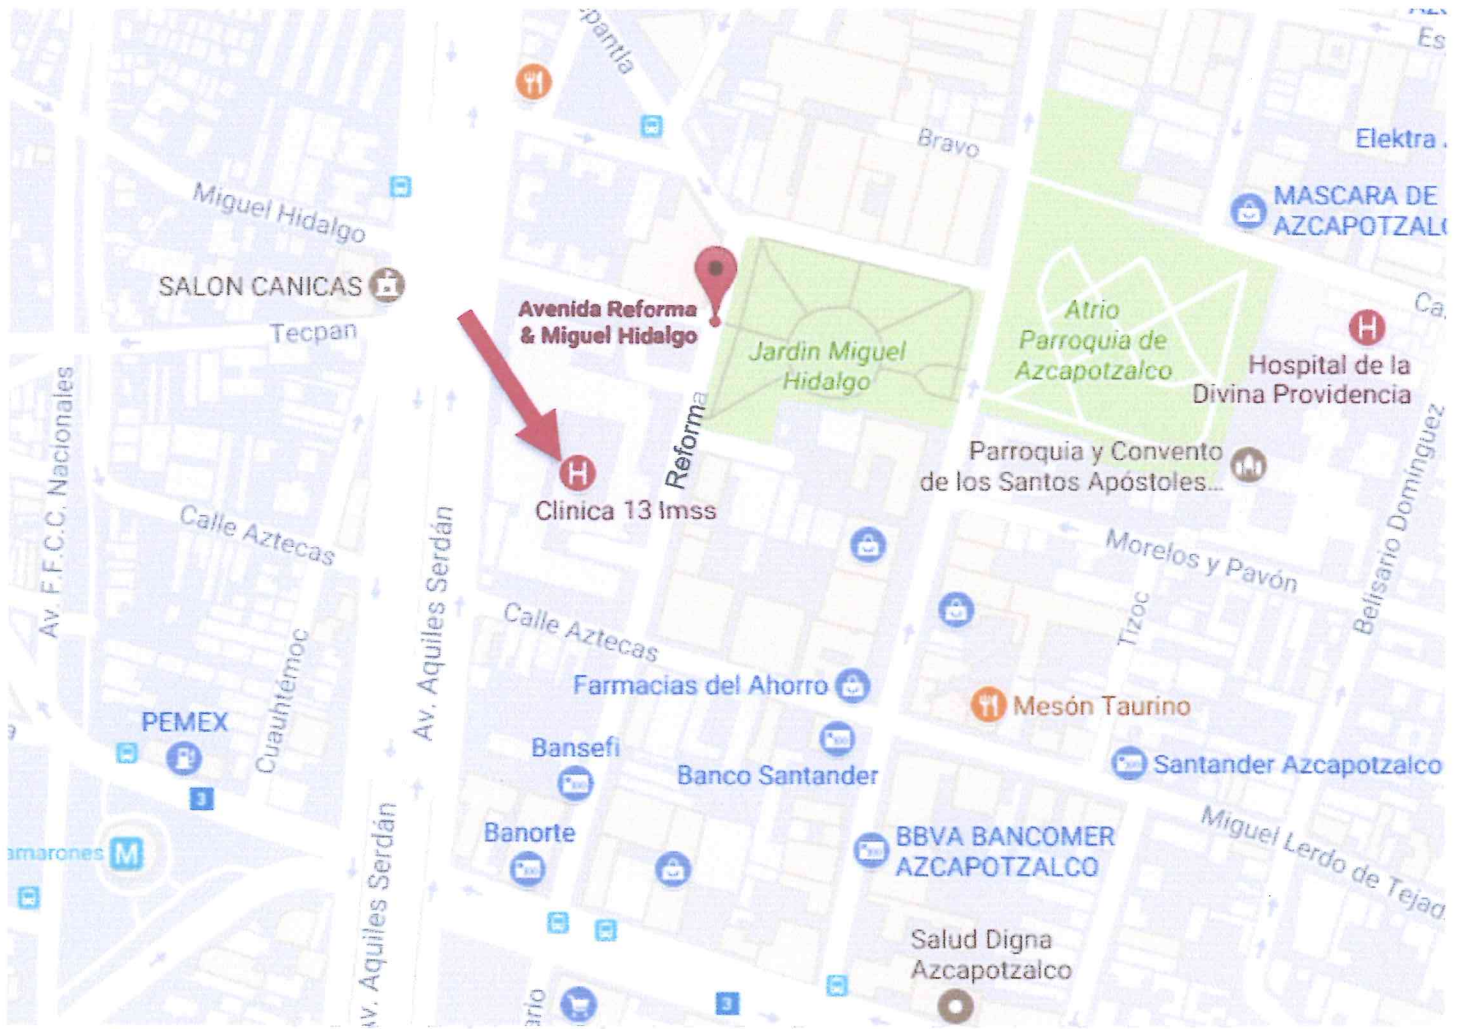 Es
Bravo
Elektra
MASCARA DE
Miguel Hidalgo
SALON CANICAS
Avenida Reforma
& Miguel Hidalgo
Tecpan
Jardin Miguel
Hidalgo
Atrio
Parroquia de
Azcapotzalco
Hospital de la
Divina Providencia
Reforma
H
Clinica 13 Imss
Parroquia y Convento
de los Santos Apóstoles...
Av. F.F.C.C. Nacionales
Calle Aztecas
Av. Aquiles Serdán
Morelos y Pavón
Belisario Domínguez
Tizoc
Calle Aztecas
Cuauhtémoc
Farmacias del Ahorro
Mesón Taurino
PEMEX
Bansefi
Banco Santander
Santander Azcapotzalco
3
Banorte
BBVA BANCOMER
AZCAPOTZALCO
Miguel Lerdo de Tejad
amarones M
Av. Aquiles Serdán
Salud Digna
Azcapotzalco
3